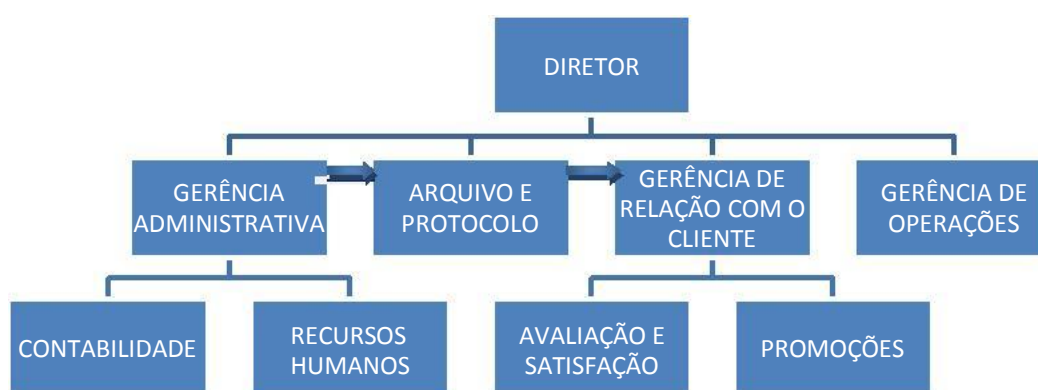 DIRETOR
GERÊNCIA
ADMINISTRATIVA
ARQUIVO E
PROTOCOLO
GERÊNCIA DE
RELAÇÃO COM O
CLIENTE
GERÊNCIA DE
OPERAÇÕES
CONTABILIDADE
RECURSOS
HUMANOS
AVALIAÇÃO E
SATISFAÇÃO
PROMOÇÕES